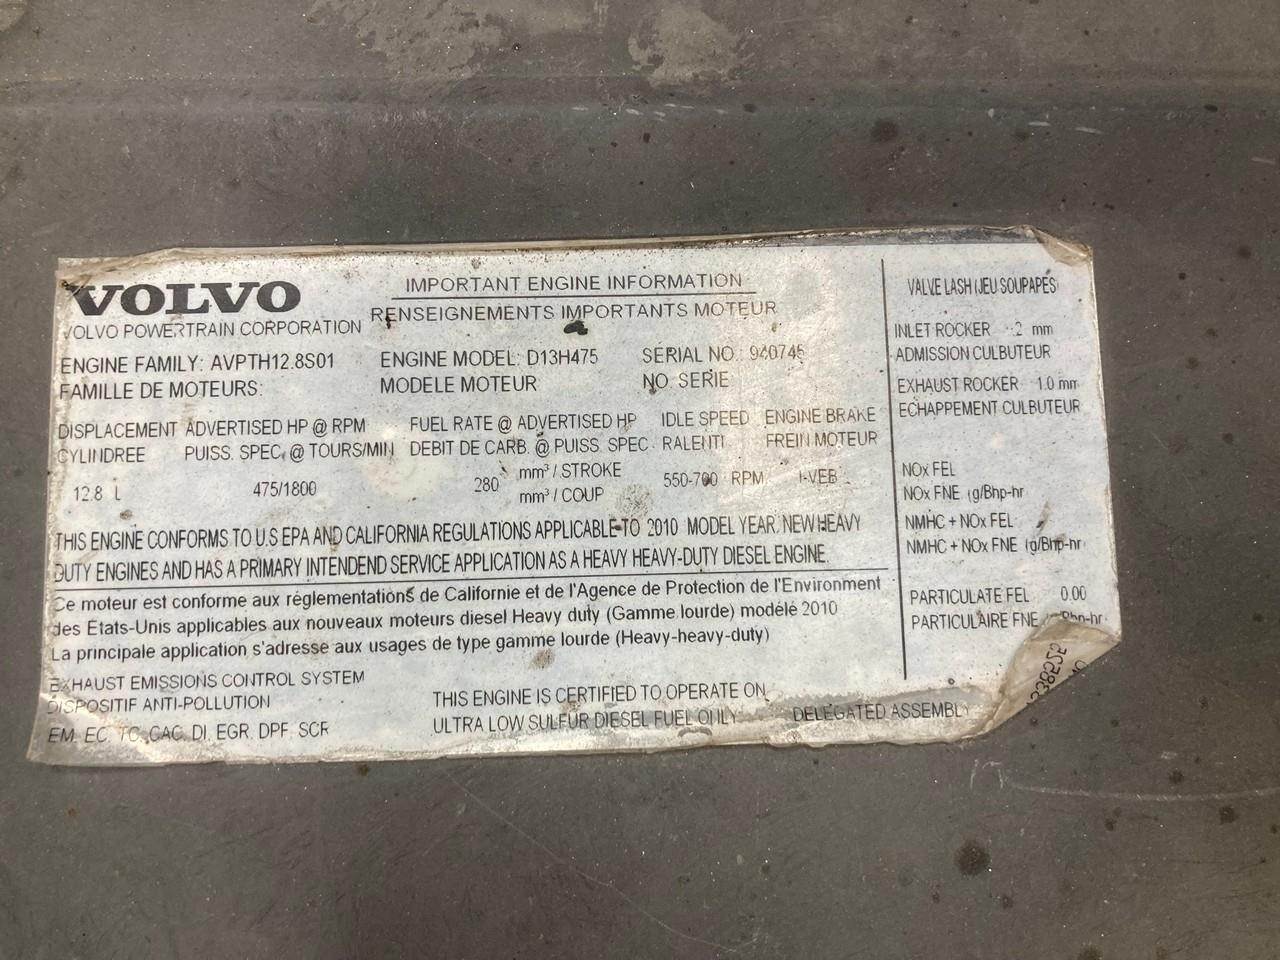 VOLVO
VOLVO POWERTRAIN CORPORATION
IMPORTANT ENGINE INFORMATION
RENSEIGNEMENTS IMPORTANTS MOTEUR
ENGINE FAMILY: AVPTH12.8S01 ENGINE MODEL: D13H475 SERIAL NO. 940745
FAMILLE DE MOTEURS: MODELE MOTEUR NO. SERIE
DISPLACEMENT ADVERTISED HP @ RPM FUEL RATE @ ADVERTISED HP IDLE SPEED ENGINE BRAKE
CYLINDREE PUISS. SPEC. @ TOURS/MIN DEBIT DE CARB. @ PUISS. SPEC. RALENTI FREIN MOTEUR
12.8 L 475/1800 280 mm³ / STROKE 550-700 RPM I-VEB
mm³ / COUP
THIS ENGINE CONFORMS TO U.S EPA AND CALIFORNIA REGULATIONS APPLICABLE TO 2010 MODEL YEAR NEW HEAVY
DUTY ENGINES AND HAS A PRIMARY INTENDEND SERVICE APPLICATION AS A HEAVY HEAVY-DUTY DIESEL ENGINE.
Ce moteur est conforme aux réglementations de Californie et de l'Agence de Protection de l'Environment
des Etats-Unis applicables aux nouveaux moteurs diesel Heavy duty (Gamme lourde) modélé 2010
La principale application s'adresse aux usages de type gamme lourde (Heavy-heavy-duty)
EXHAUST EMISSIONS CONTROL SYSTEM
DISPOSITIF ANTI-POLLUTION
EM, EC, TC, CAC, DI, EGR, DPF, SCR
THIS ENGINE IS CERTIFIED TO OPERATE ON
ULTRA LOW SULFUR DIESEL FUEL ONLY
DELEGATED ASSEMBLY
VALVE LASH (JEU SOUPAPES)
INLET ROCKER .2 mm
ADMISSION CULBUTEUR
EXHAUST ROCKER 1.0 mm
ECHAPPEMENT CULBUTEUR
NOx FEL
NOx FNE (g/Bhp-hr
NMHC + NOx FEL
NMHC + NOx FNE (g/Bhp-hr
PARTICULATE FEL 0.00
PARTICULAIRE FNE Bhp-hr